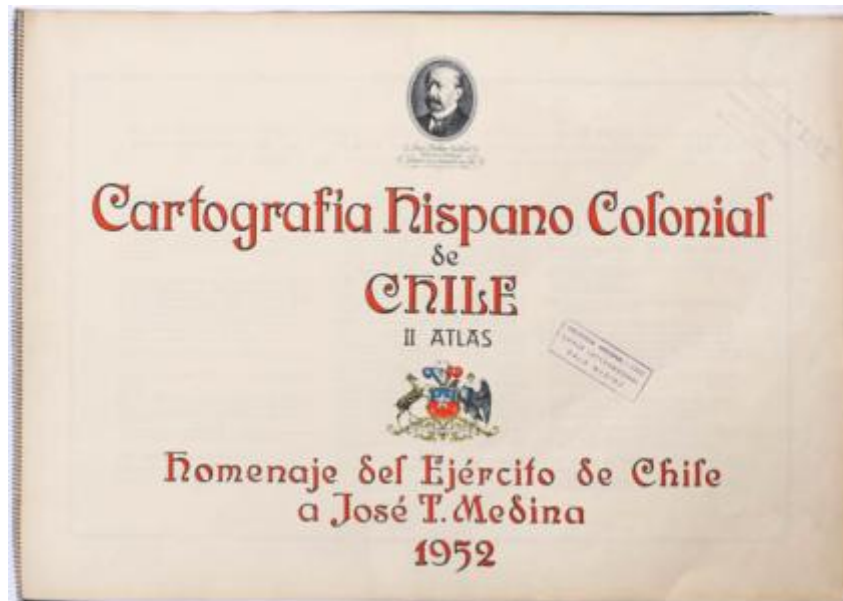 Cartografía Hispano Colonial
de
CHILE
II ATLAS
Homenaje del Ejército de Chile
a José T. Medina
1952